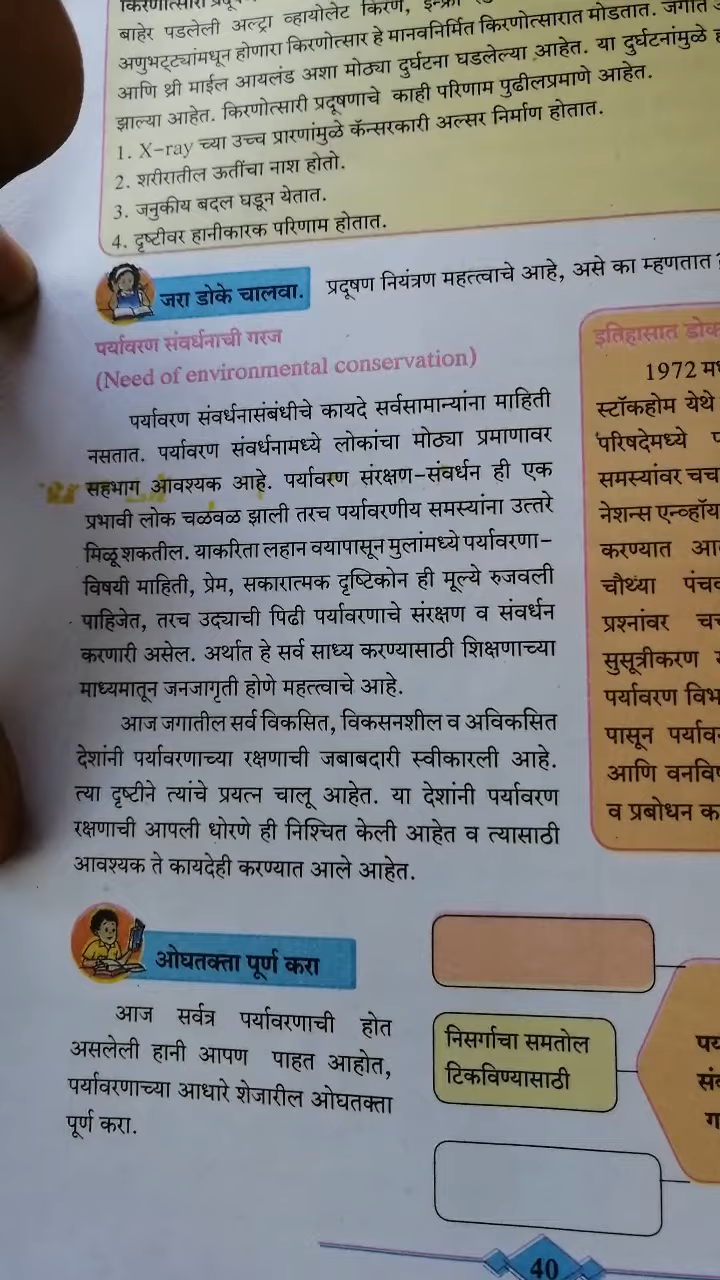 बाहेर पडलेली अल्ट्रा व्हायोलेट किरण,
अणुभट्ट्यांमधून होणारा किरणोत्सार हे मानवनिर्मित किरणोत्सारात मोडतात. जगात
आणि थ्री माईल आयलंड अशा मोठ्या दुर्घटना घडलेल्या आहेत. या दुर्घटनांमुळे
झाल्या आहेत. किरणोत्सारी प्रदूषणाचे काही परिणाम पुढीलप्रमाणे आहेत.
1. X-ray च्या उच्च प्रारणांमुळे कॅन्सरकारी अल्सर निर्माण होतात.
2. शरीरातील ऊतींचा नाश होतो.
3. जनुकीय बदल घडून येतात.
4. दृष्टीवर हानीकारक परिणाम होतात.
जरा डोके चालवा.
प्रदूषण नियंत्रण महत्त्वाचे आहे, असे का म्हणतात ?
पर्यावरण संवर्धनाची गरज
(Need of environmental conservation)
पर्यावरण संवर्धनासंबंधीचे कायदे सर्वसामान्यांना माहिती
नसतात. पर्यावरण संवर्धनामध्ये लोकांचा मोठ्या प्रमाणावर
सहभाग आवश्यक आहे. पर्यावरण संरक्षण-संवर्धन ही एक
प्रभावी लोक चळवळ झाली तरच पर्यावरणीय समस्यांना उत्तरे
मिळू शकतील. याकरिता लहान वयापासून मुलांमध्ये पर्यावरणा-
विषयी माहिती, प्रेम, सकारात्मक दृष्टिकोन ही मूल्ये रुजवली
पाहिजेत, तरच उद्याची पिढी पर्यावरणाचे संरक्षण व संवर्धन
करणारी असेल. अर्थात हे सर्व साध्य करण्यासाठी शिक्षणाच्या
माध्यमातून जनजागृती होणे महत्त्वाचे आहे.
आज जगातील सर्व विकसित, विकसनशील व अविकसित
देशांनी पर्यावरणाच्या रक्षणाची जबाबदारी स्वीकारली आहे.
त्या दृष्टीने त्यांचे प्रयत्न चालू आहेत. या देशांनी पर्यावरण
रक्षणाची आपली धोरणे ही निश्चित केली आहेत व त्यासाठी
आवश्यक ते कायदेही करण्यात आले आहेत.
इतिहासात
1972
स्टॉकहोम येथे
परिषदेमध्ये
समस्यांवर
नेशन्स
करण्यात
चौथ्या
प्रश्नांवर
सुसूत्रीकरण
पर्यावरण
पासून
आणि
व प्रबोधन
ओघतक्ता पूर्ण करा
आज सर्वत्र पर्यावरणाची होत
असलेली हानी आपण पाहत आहोत,
पर्यावरणाच्या आधारे शेजारील ओघतक्ता
पूर्ण करा.
निसर्गाचा समतोल
टिकविण्यासाठी
40